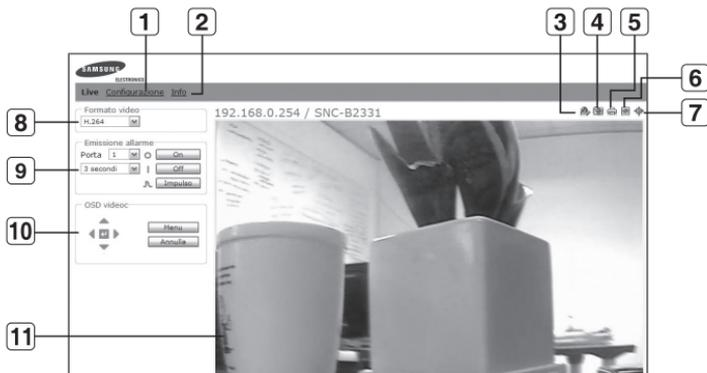 1 2 3 4 5
6
7
SAMSUNG
ELECTRONICS
Live Configurazione Info
8 Formato video
H.264
192.168.0.254 / SNC-B2331
9 Emissione allarme
Porta 1 On
3 secondi Off
Impulso
10 OSD videoc
Menu
Annulla
11